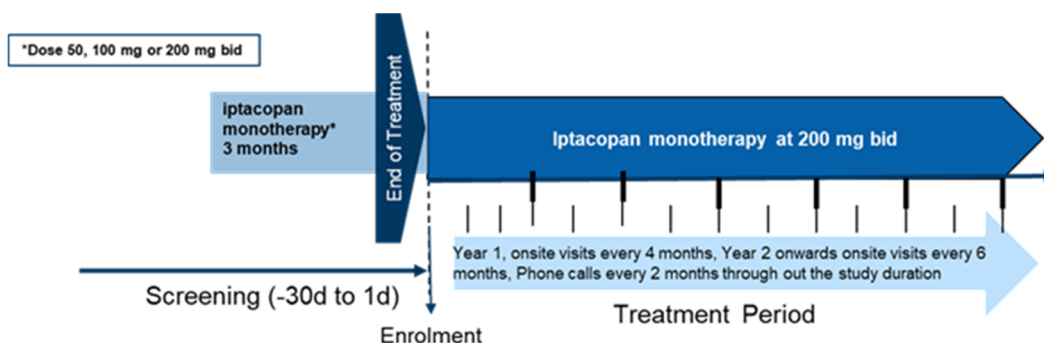 *Dose 50, 100 mg or 200 mg bid
iptacopan
monotherapy*
3 months
End of Treatment
Iptacopan monotherapy at 200 mg bid
Year 1, onsite visits every 4 months, Year 2 onwards onsite visits every 6
months, Phone calls every 2 months through out the study duration
Screening (-30d to 1d)
Treatment Period
Enrolment